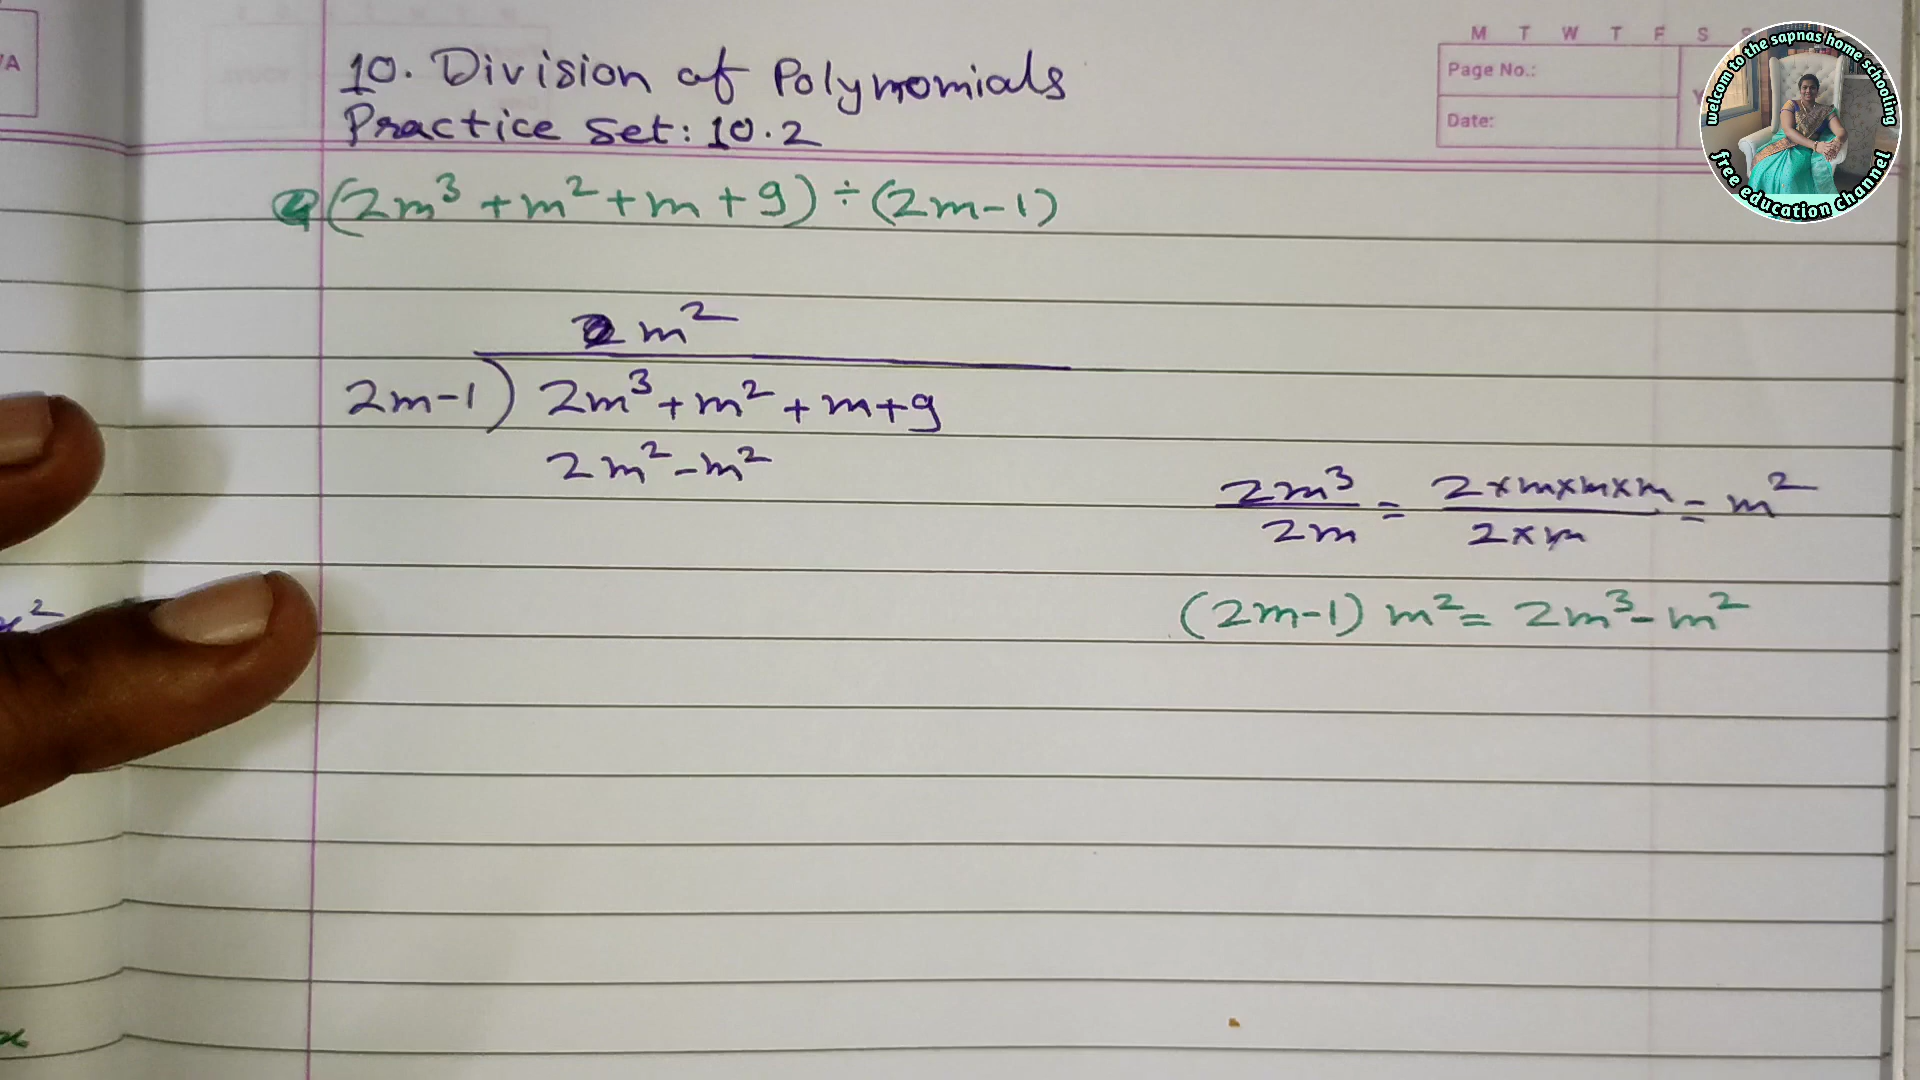 M T W T F S S
Page No.:
Date:
welcom to the sapnas home schooling
free education channel
10. Division of Polynomials
Practice Set: 10.2
(2m³ + m² + m + 9) ÷ (2m-1)
m²
2m-1) 2m³ + m² + m + 9
2m² - m²
2m³/2m = 2×m×m×m/2×m = m²
(2m-1) m² = 2m³ - m²
x²
x